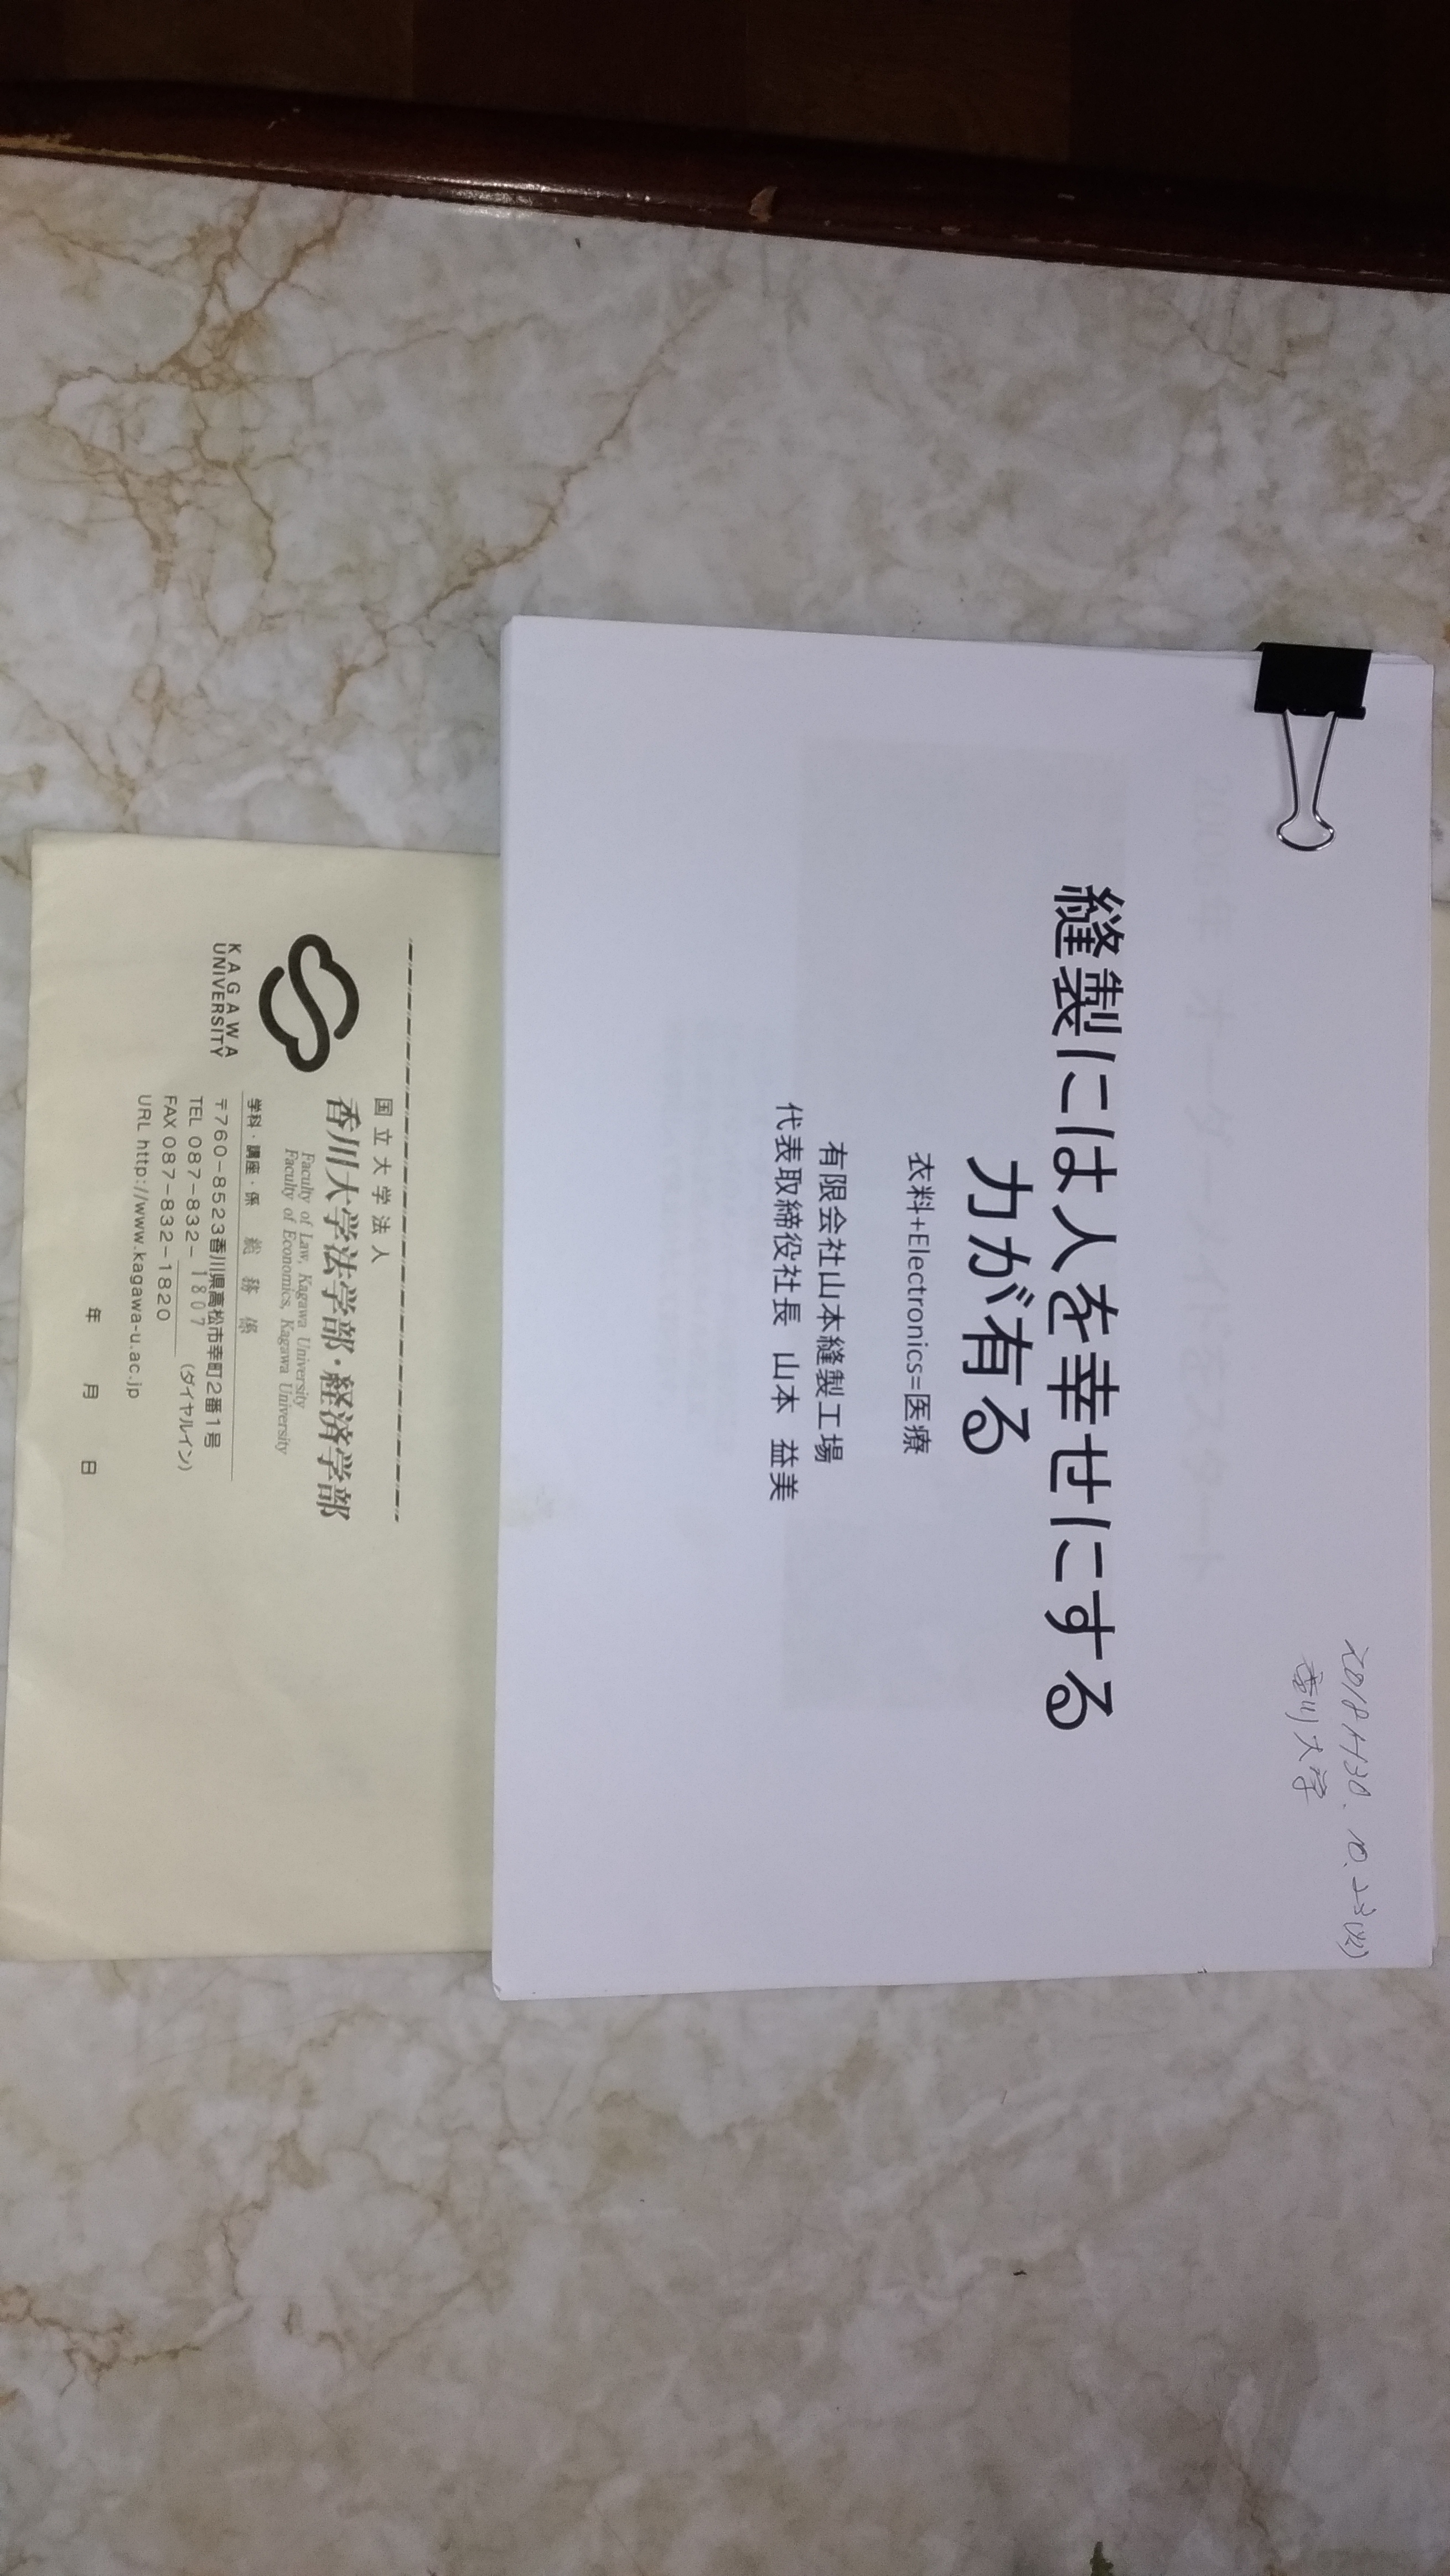 2018 H30. 10. 23(火)
香川大学
縫製には人を幸せにする
力が有る
衣料+Electronics=医療
有限会社山本縫製工場
代表取締役社長 山本 益美
国立大学法人
香川大学法学部・経済学部
Faculty of Law, Kagawa University
Faculty of Economics, Kagawa University
KAGAWA
UNIVERSITY
学科・講座・係 総務係
〒760-8523香川県高松市幸町2番1号
TEL 087-832-1807 (ダイヤルイン)
FAX 087-832-1820
URL http://www.kagawa-u.ac.jp
年 月 日